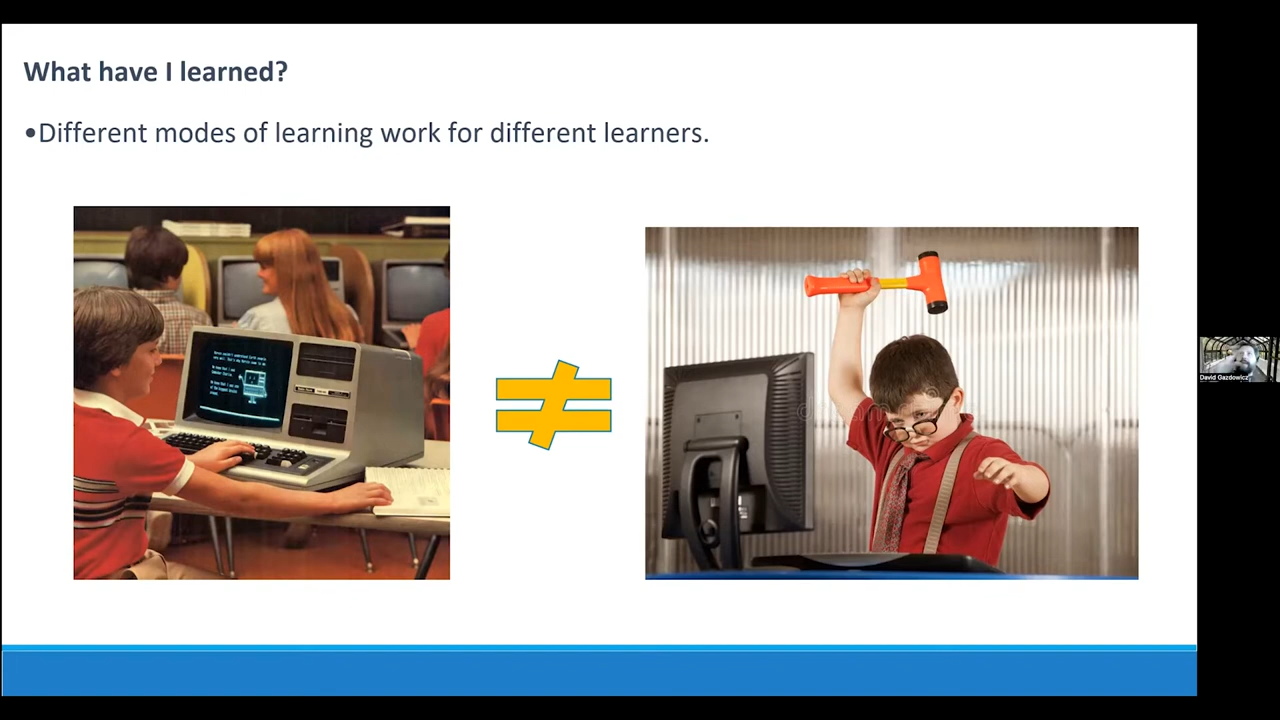 What have I learned?
•Different modes of learning work for different learners.
David Gazdowicz